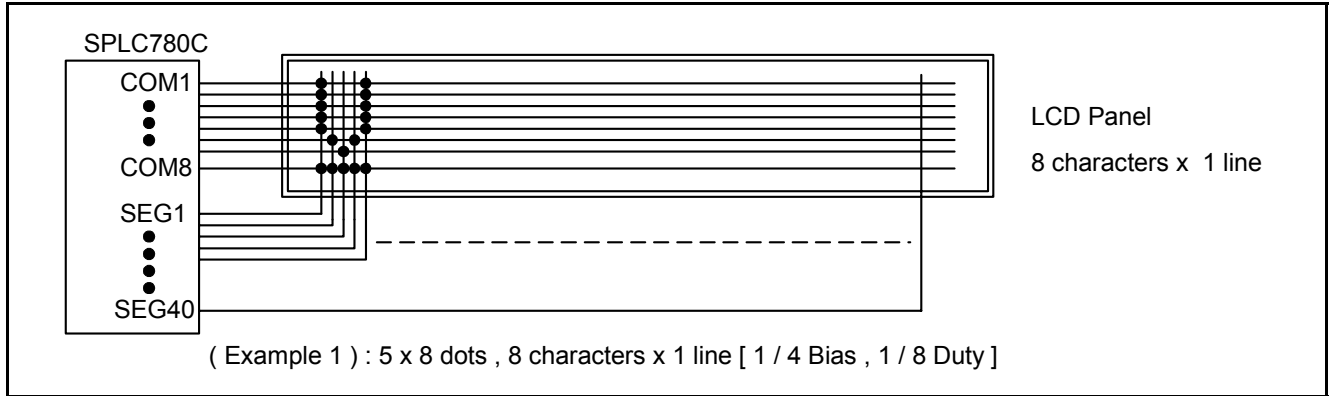 SPLC780C
COM1
COM8
SEG1
SEG40
LCD Panel
8 characters x 1 line
( Example 1 ) : 5 x 8 dots , 8 characters x 1 line [ 1 / 4 Bias , 1 / 8 Duty ]